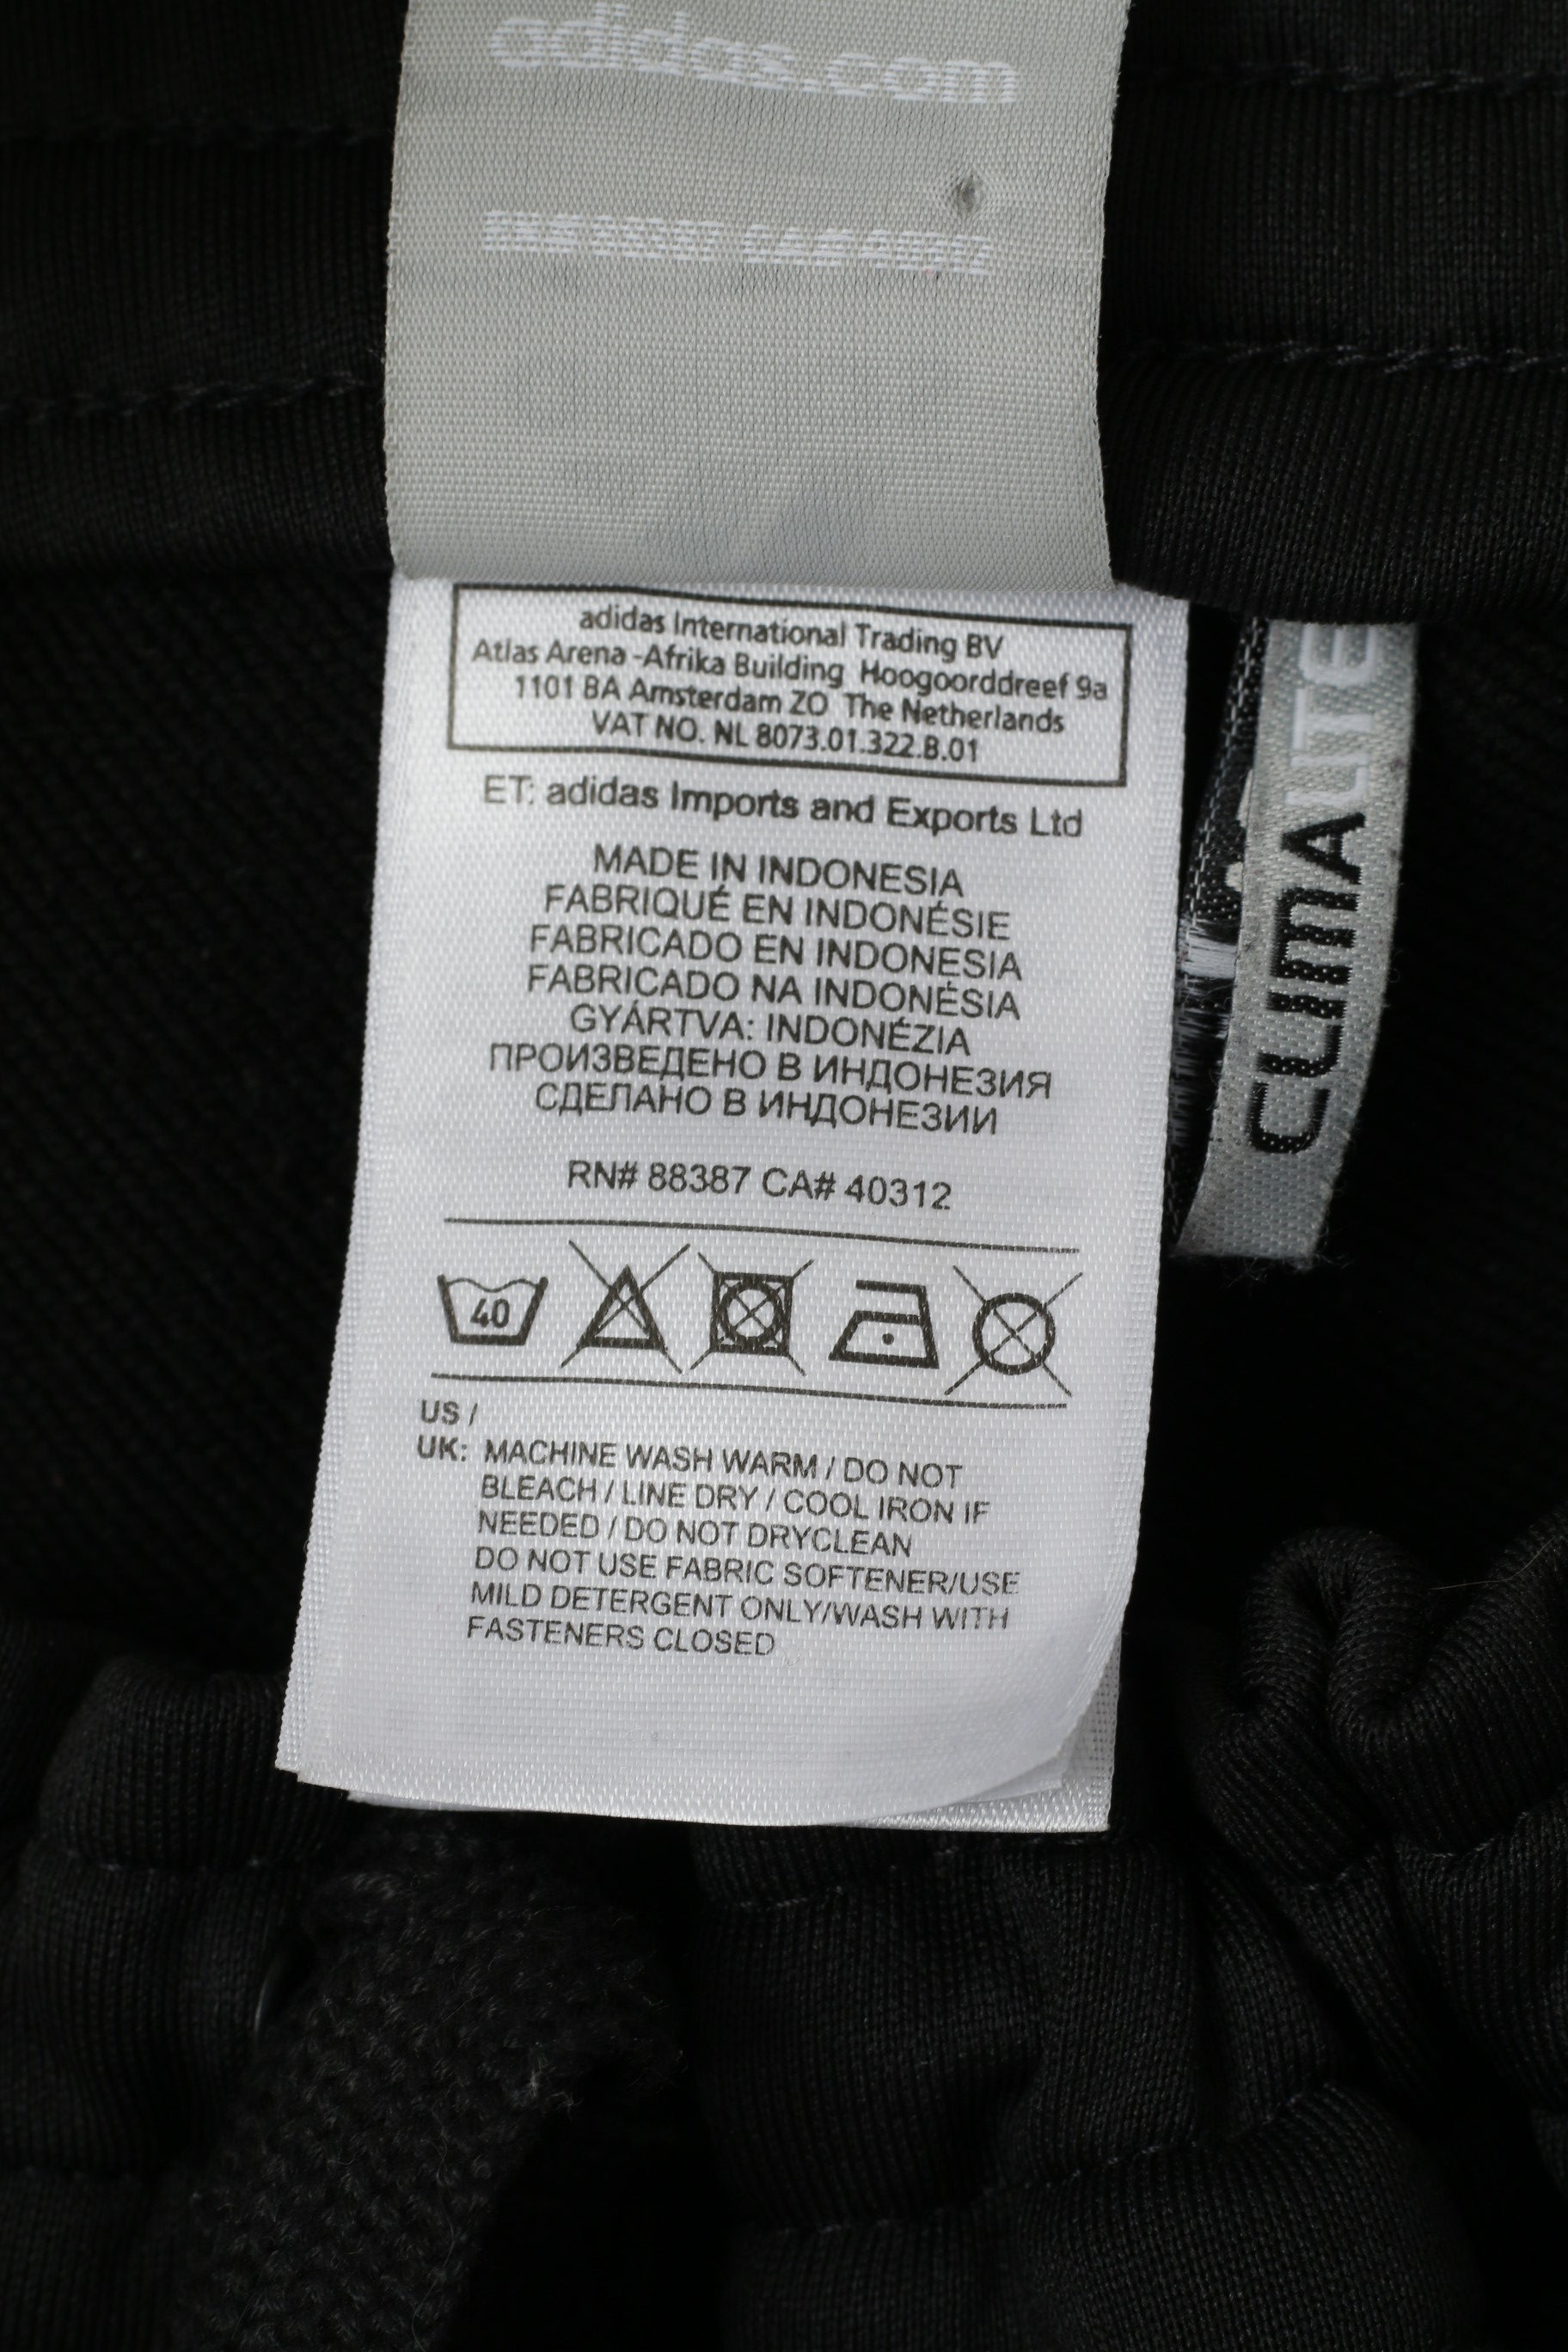 adidas.com
RN# 88387 CA# 40312
adidas International Trading BV
Atlas Arena -Afrika Building Hoogoorddreef 9a
1101 BA Amsterdam ZO The Netherlands
VAT NO. NL 8073.01.322.B.01
ET: adidas Imports and Exports Ltd
MADE IN INDONESIA
FABRIQUÉ EN INDONÉSIE
FABRICADO EN INDONESIA
FABRICADO NA INDONÉSIA
GYÁRTVA: INDONÉZIA
ПРОИЗВЕДЕНО В ИНДОНЕЗИЯ
СДЕЛАНО В ИНДОНЕЗИИ
RN# 88387 CA# 40312
40
US /
UK: MACHINE WASH WARM / DO NOT
BLEACH / LINE DRY / COOL IRON IF
NEEDED / DO NOT DRYCLEAN
DO NOT USE FABRIC SOFTENER/USE
MILD DETERGENT ONLY/WASH WITH
FASTENERS CLOSED
CLIMALITE